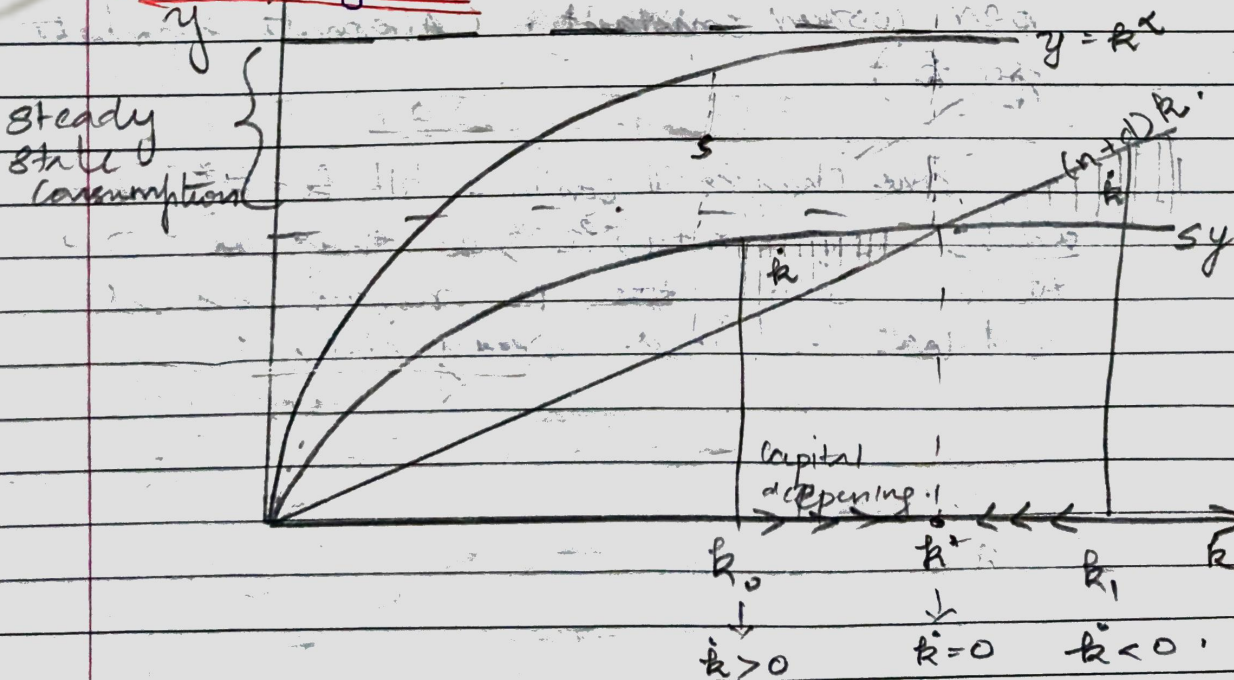 y
y = k^α
Steady
State
Consumption
s
(n+d)k.
k̇
sy
k̇
Capital
deepening.
k₀
k*
k₁
k
k̇>0
k̇=0
k̇<0.